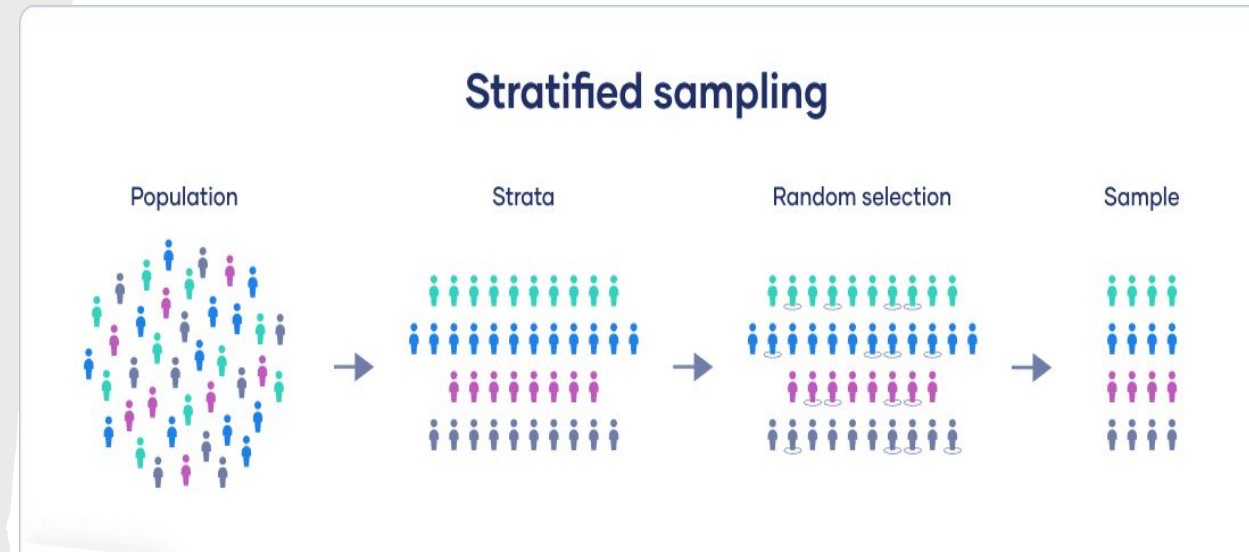 Stratified sampling
Population
Strata
Random selection
Sample